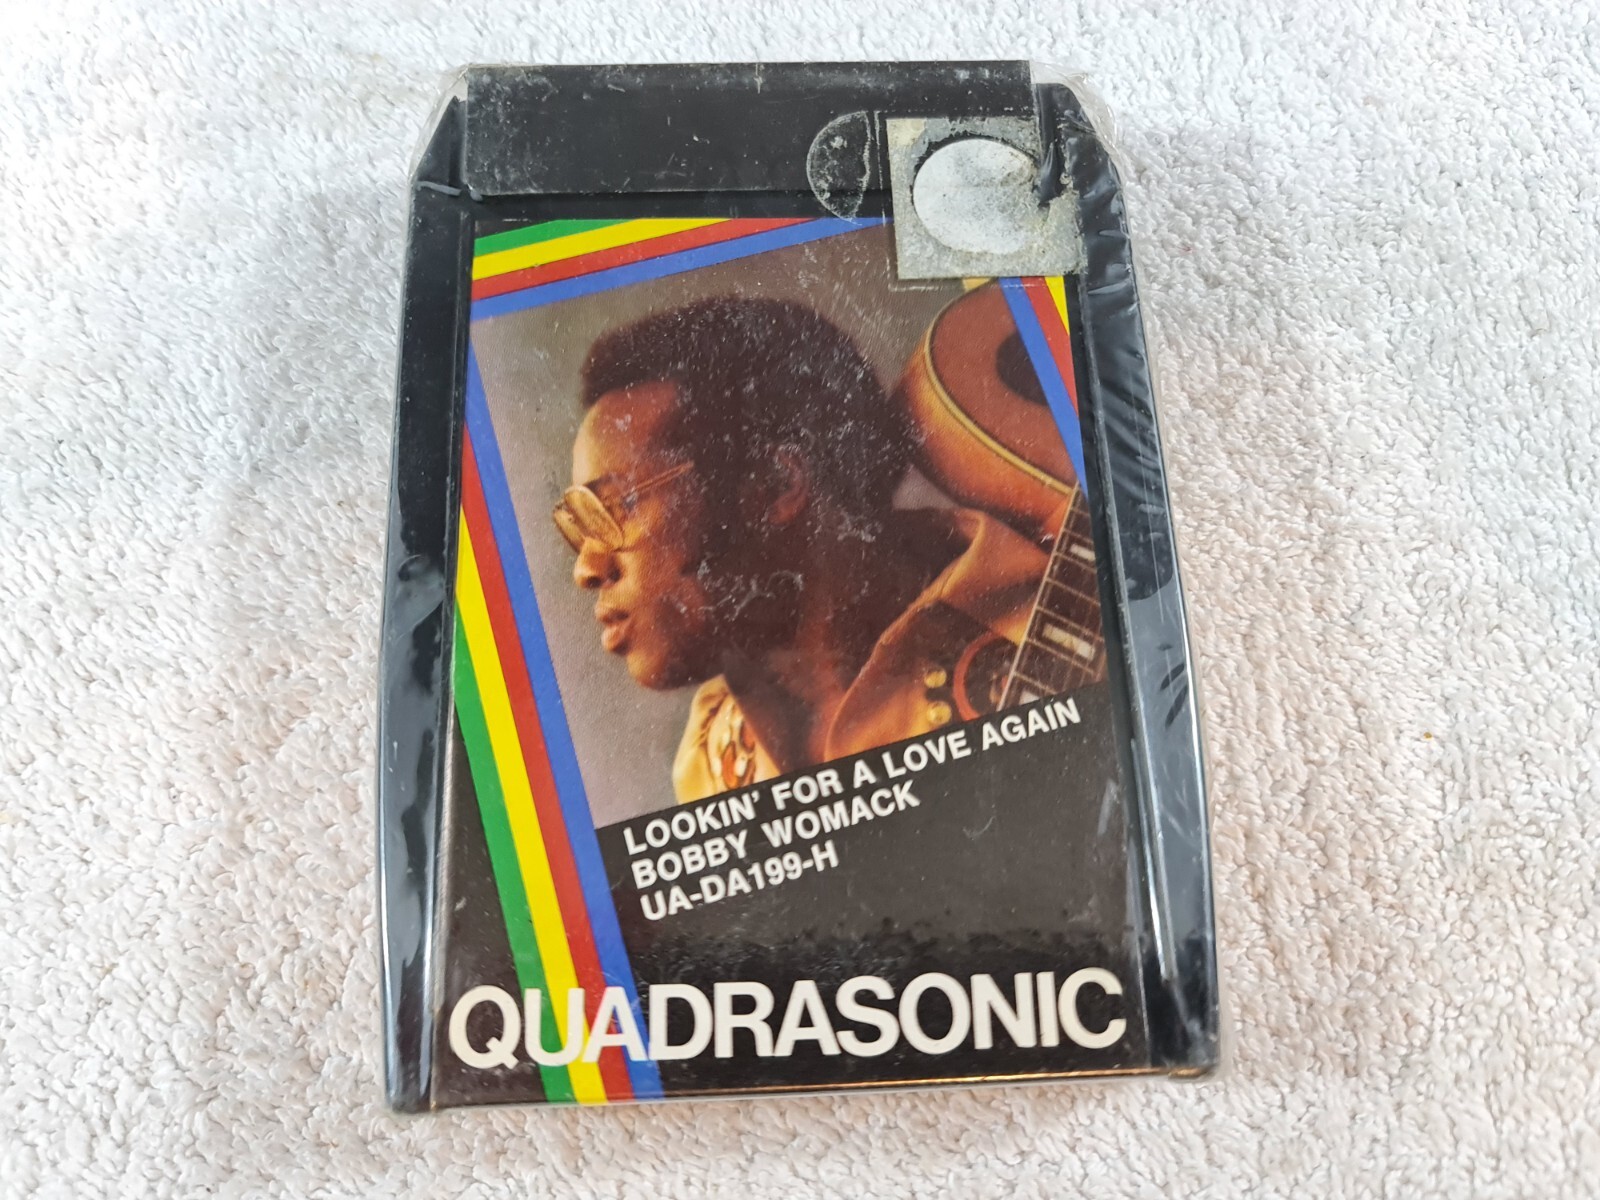 LOOKIN' FOR A LOVE AGAIN
BOBBY WOMACK
UA-DA199-H
QUADRASONIC